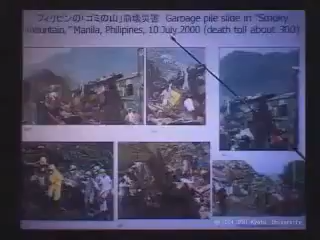 フィリピンの「ゴミの山」崩壊災害 Garbage pile slide in "Smoky
Mountain," Manila, Philipines, 10 July 2000 (death toll about 300)